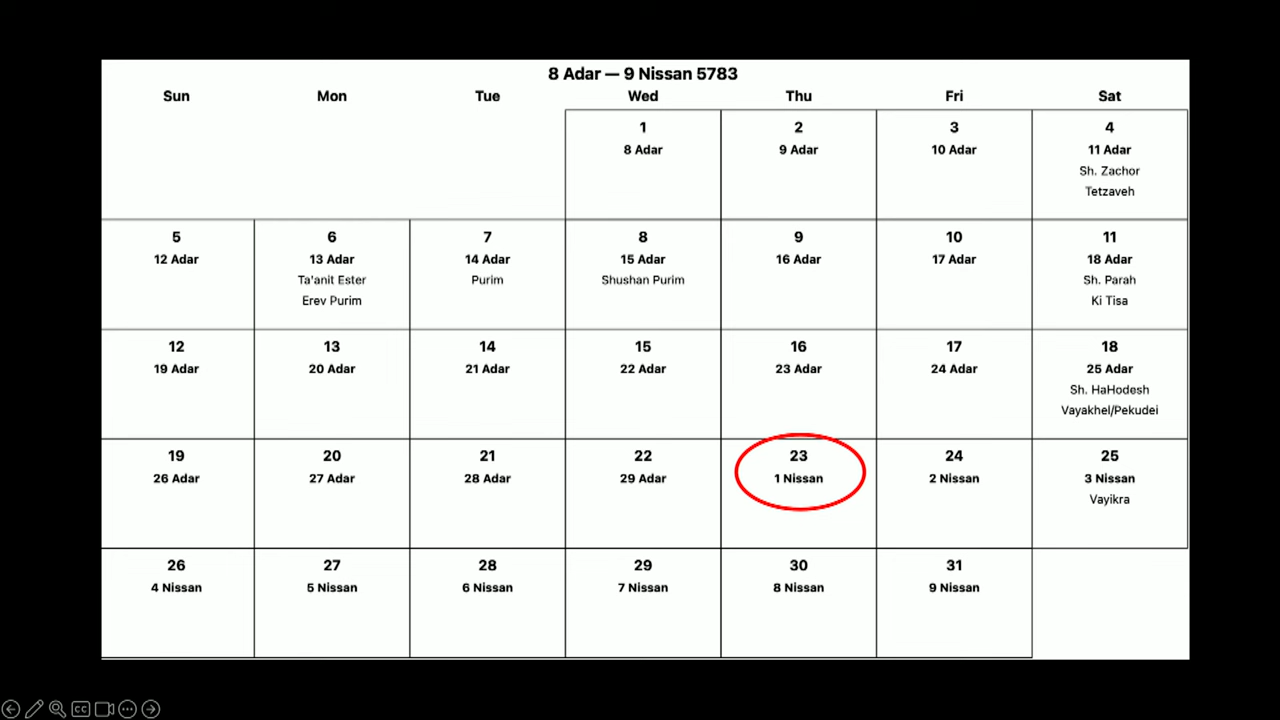 8 Adar — 9 Nissan 5783
Sun Mon Tue Wed Thu Fri Sat
1 2 3 4
8 Adar 9 Adar 10 Adar 11 Adar
Sh. Zachor
Tetzaveh
5 6 7 8 9 10 11
12 Adar 13 Adar 14 Adar 15 Adar 16 Adar 17 Adar 18 Adar
Ta'anit Ester Purim Shushan Purim Sh. Parah
Erev Purim Ki Tisa
12 13 14 15 16 17 18
19 Adar 20 Adar 21 Adar 22 Adar 23 Adar 24 Adar 25 Adar
Sh. HaHodesh
Vayakhel/Pekudei
19 20 21 22 23 24 25
26 Adar 27 Adar 28 Adar 29 Adar 1 Nissan 2 Nissan 3 Nissan
Vayikra
26 27 28 29 30 31
4 Nissan 5 Nissan 6 Nissan 7 Nissan 8 Nissan 9 Nissan
CC